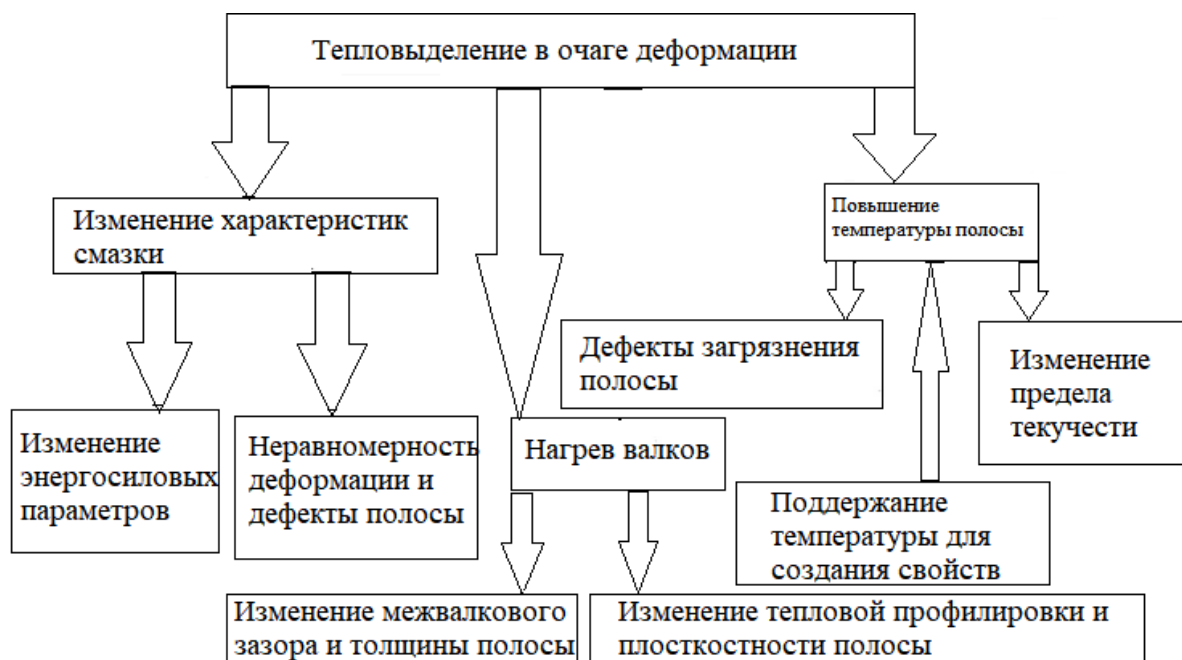 Тепловыделение в очаге деформации
Изменение характеристик
смазки
Повышение
температуры полосы
Дефекты загрязнения
полосы
Изменение
предела
текучести
Изменение
энергосиловых
параметров
Неравномерность
деформации и
дефекты полосы
Нагрев валков
Поддержание
температуры для
создания свойств
Изменение межвалкового
зазора и толщины полосы
Изменение тепловой профилировки и
плосткостности полосы